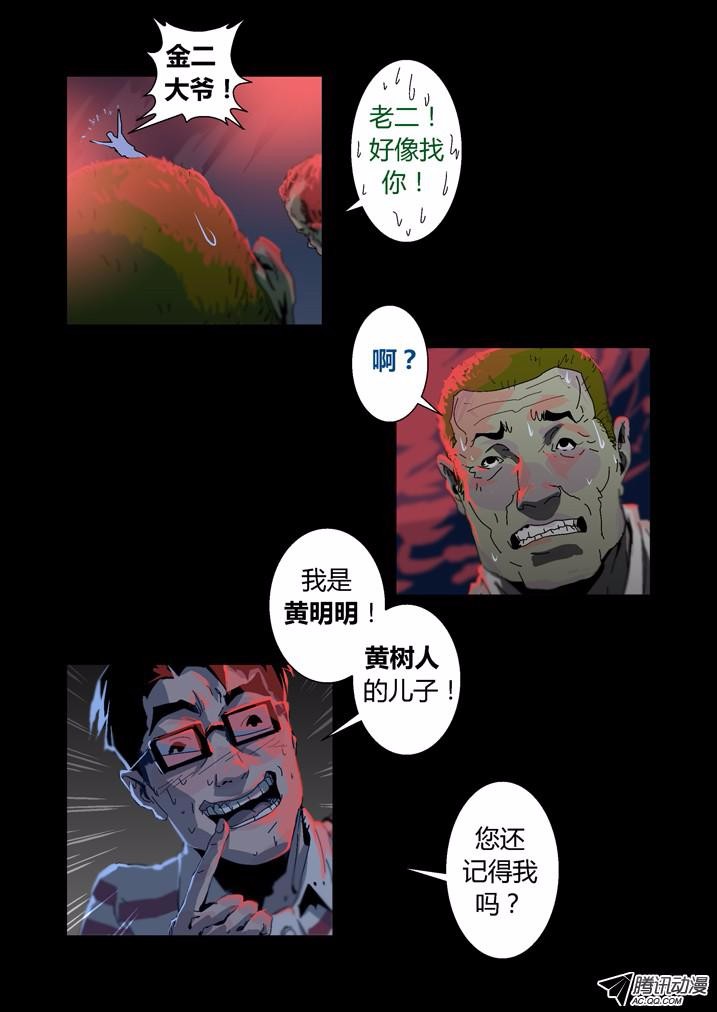 金二
大爷！
老二！
好像找
你！
啊？
我是
黄明明！
黄树人
的儿子！
您还
记得我
吗？
腾讯动漫
AC.QQ.COM